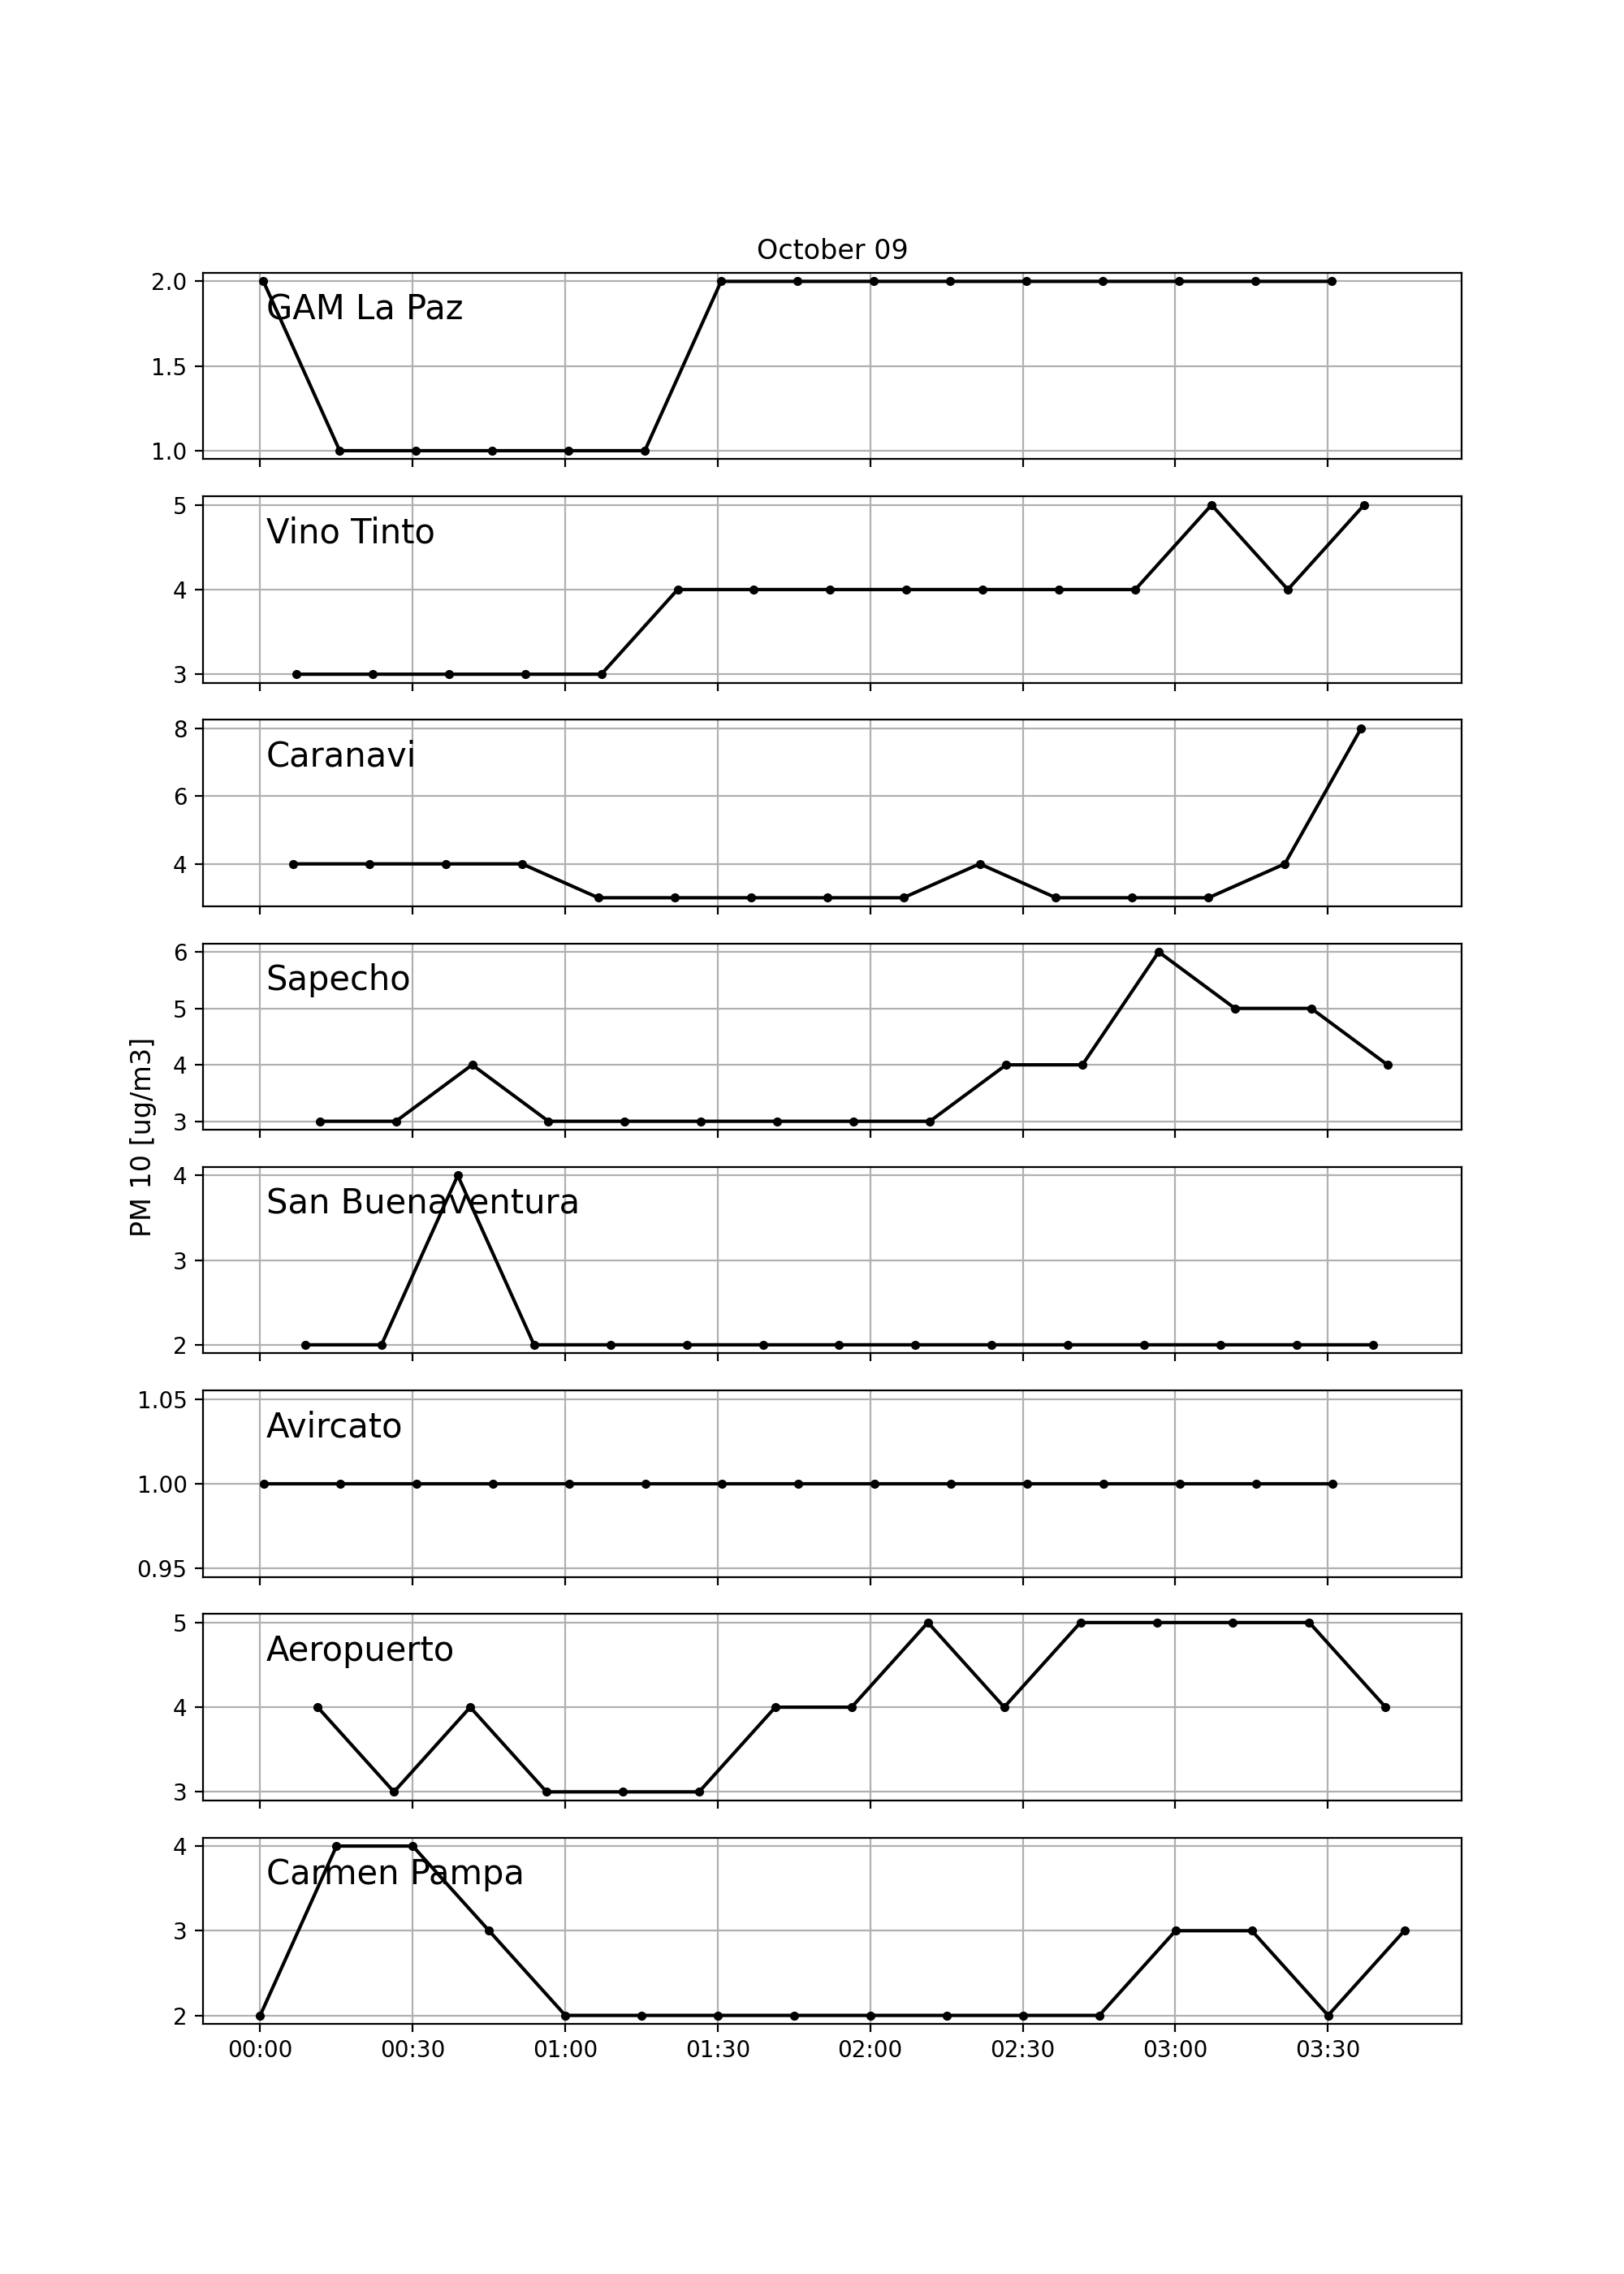 October 09
2.0
GAM La Paz
1.5
1.0
5
Vino Tinto
4
3
8
Caranavi
6
4
6
Sapecho
5
4
3
PM 10 [ug/m3]
4
San Buenaventura
3
2
1.05
Avircato
1.00
0.95
5
Aeropuerto
4
3
4
Carmen Pampa
3
2
00:00 00:30 01:00 01:30 02:00 02:30 03:00 03:30